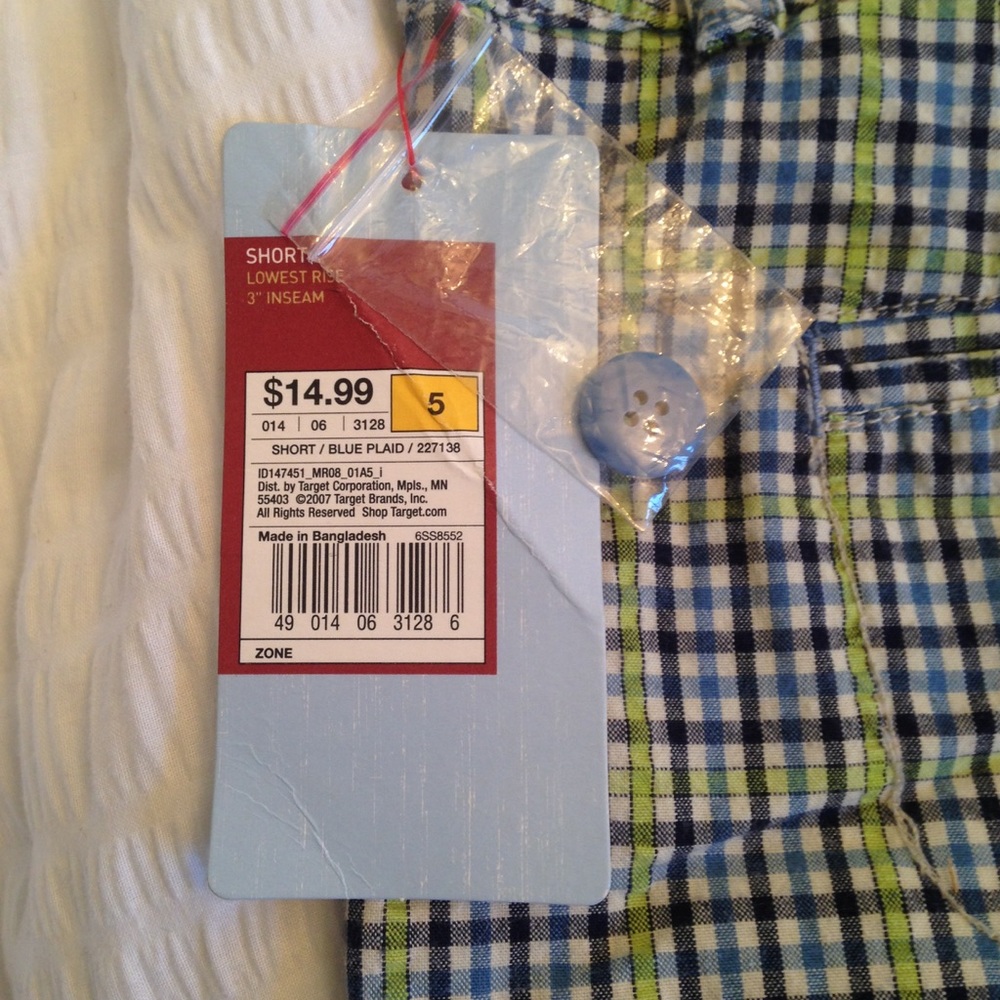 SHORT
LOWEST RISE
3" INSEAM
$14.99 5
014 06 3128
SHORT / BLUE PLAID / 227138
ID147451_MR08_01A5_i
Dist. by Target Corporation, Mpls., MN
55403 ©2007 Target Brands, Inc.
All Rights Reserved Shop Target.com
Made in Bangladesh 6SS8552
49 014 06 3128 6
ZONE